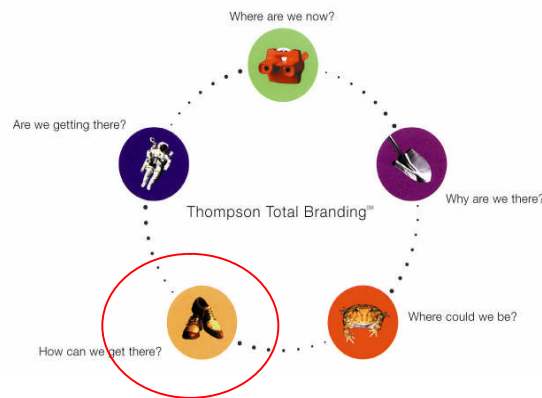 Where are we now?
Are we getting there?
Why are we there?
Thompson Total Branding℠
Where could we be?
How can we get there?